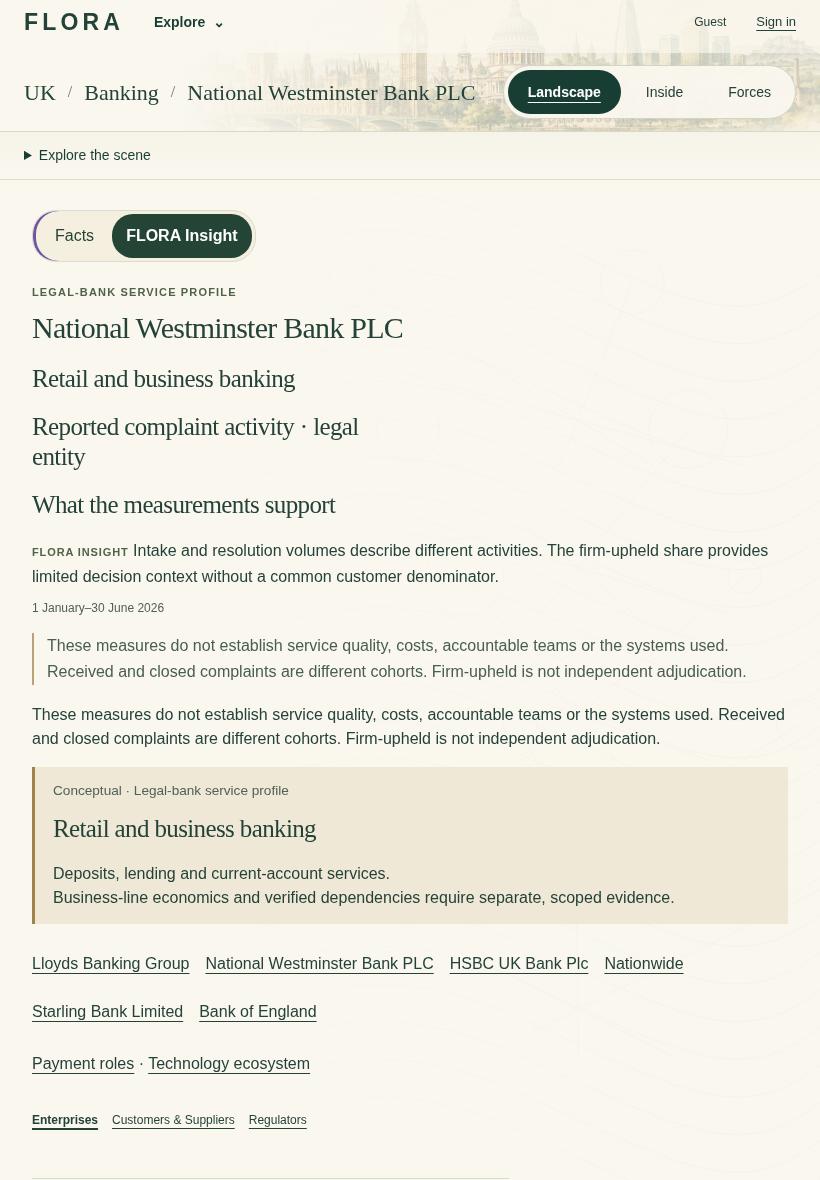 FLORA
Explore
Guest
Sign in
UK / Banking / National Westminster Bank PLC
Landscape
Inside
Forces
Explore the scene
Facts
FLORA Insight
LEGAL-BANK SERVICE PROFILE
National Westminster Bank PLC
Retail and business banking
Reported complaint activity · legal
entity
What the measurements support
FLORA INSIGHT Intake and resolution volumes describe different activities. The firm-upheld share provides
limited decision context without a common customer denominator.
1 January–30 June 2026
These measures do not establish service quality, costs, accountable teams or the systems used.
Received and closed complaints are different cohorts. Firm-upheld is not independent adjudication.
These measures do not establish service quality, costs, accountable teams or the systems used. Received
and closed complaints are different cohorts. Firm-upheld is not independent adjudication.
Conceptual · Legal-bank service profile
Retail and business banking
Deposits, lending and current-account services.
Business-line economics and verified dependencies require separate, scoped evidence.
Lloyds Banking Group National Westminster Bank PLC HSBC UK Bank Plc Nationwide
Starling Bank Limited Bank of England
Payment roles · Technology ecosystem
Enterprises Customers & Suppliers Regulators